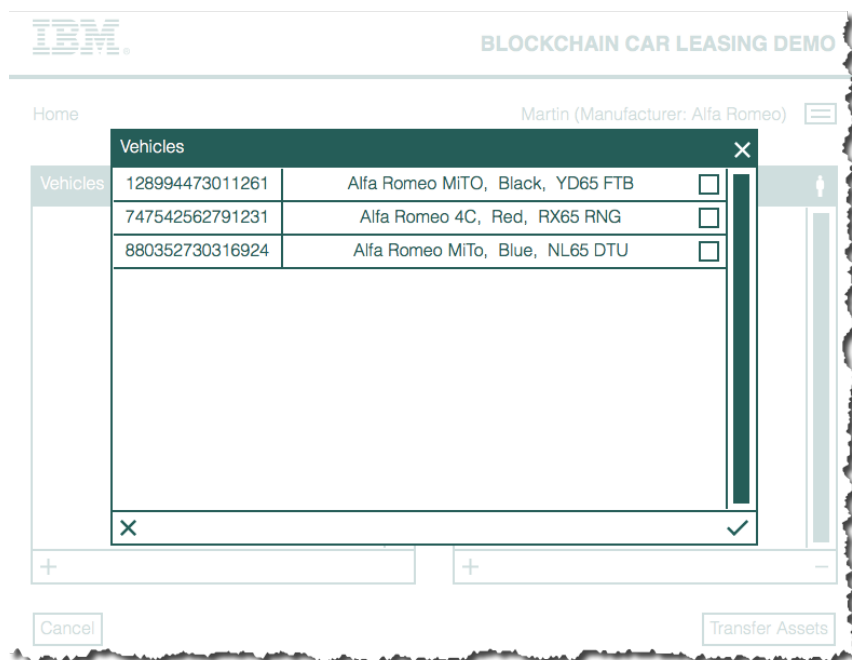 IBM.
BLOCKCHAIN CAR LEASING DEMO
Home
Martin (Manufacturer: Alfa Romeo)
Vehicles
Vehicles
128994473011261 Alfa Romeo MiTO, Black, YD65 FTB
747542562791231 Alfa Romeo 4C, Red, RX65 RNG
880352730316924 Alfa Romeo MiTo, Blue, NL65 DTU
Cancel
Transfer Assets